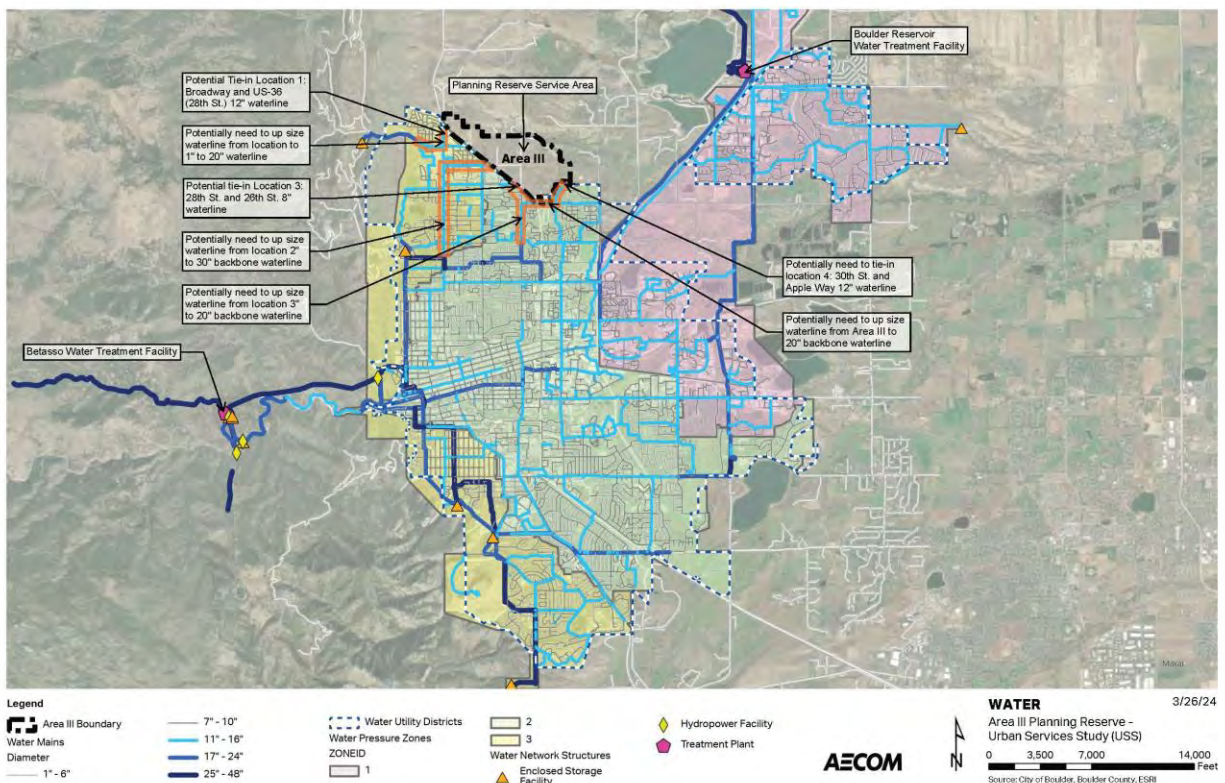 Boulder Reservoir
Water Treatment Facility
Potential Tie-in Location 1:
Broadway and US-36
(28th St.) 12" waterline
Planning Reserve Service Area
Potentially need to up size
waterline from location to
1" to 20" waterline
Area III
Potential tie-in Location 3:
28th St. and 26th St. 8"
waterline
Potentially need to up size
waterline from location 2"
to 30" backbone waterline
Potentially need to tie-in
location 4: 30th St. and
Apple Way 12" waterline
Potentially need to up size
waterline from location 3"
to 20" backbone waterline
Potentially need to up size
waterline from Area III to
20" backbone waterline
Betasso Water Treatment Facility
Legend
Area III Boundary
Water Mains
Diameter
1" - 6"
7" - 10"
11" - 16"
17" - 24"
25" - 48"
Water Utility Districts
Water Pressure Zones
ZONEID
1
2
3
Water Network Structures
Enclosed Storage
Facility
Hydropower Facility
Treatment Plant
AECOM
N
WATER
3/26/24
Area III Planning Reserve -
Urban Services Study (USS)
0 3,500 7,000 14,000
Feet
Source: City of Boulder, Boulder County, ESRI